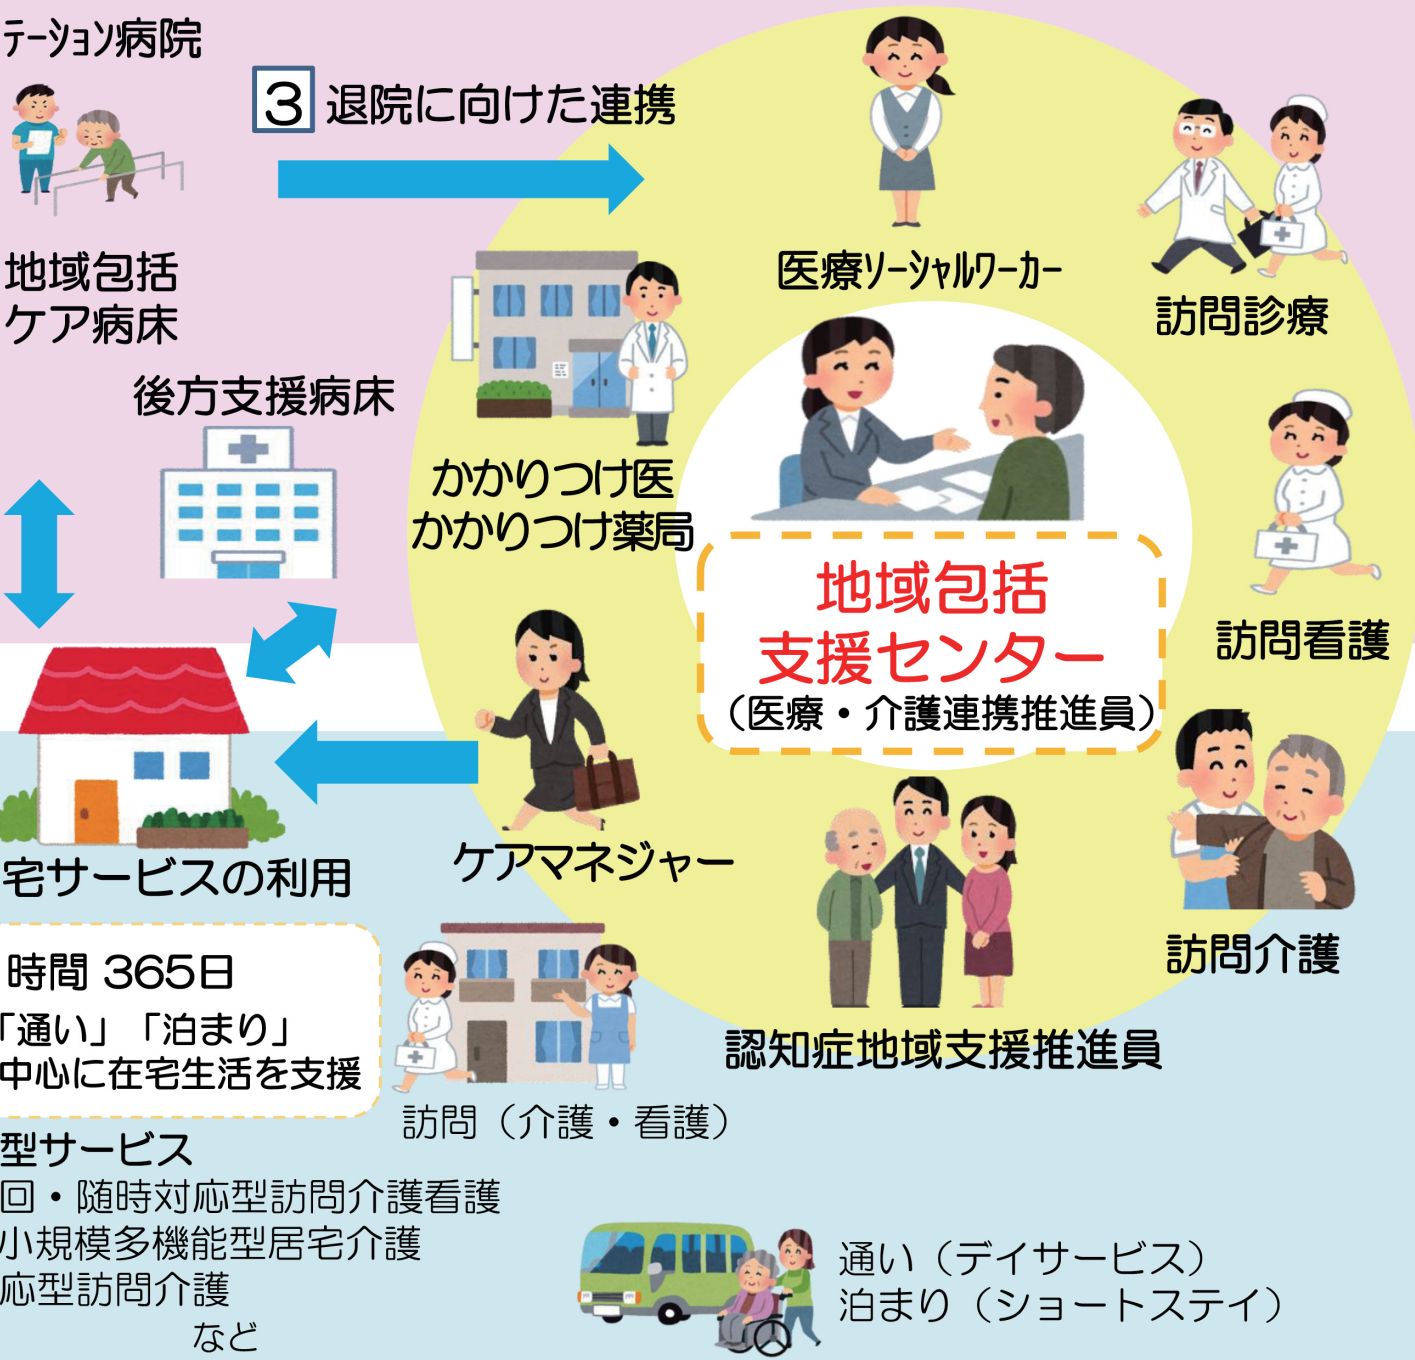 テーション病院
3 退院に向けた連携
地域包括
ケア病床
後方支援病床
医療ソーシャルワーカー
訪問診療
かかりつけ医
かかりつけ薬局
地域包括
支援センター
（医療・介護連携推進員）
訪問看護
ケアマネジャー
宅サービスの利用
訪問介護
認知症地域支援推進員
時間 365日
「通い」「泊まり」
中心に在宅生活を支援
訪問（介護・看護）
型サービス
回・随時対応型訪問介護看護
小規模多機能型居宅介護
応型訪問介護
など
通い（デイサービス）
泊まり（ショートステイ）